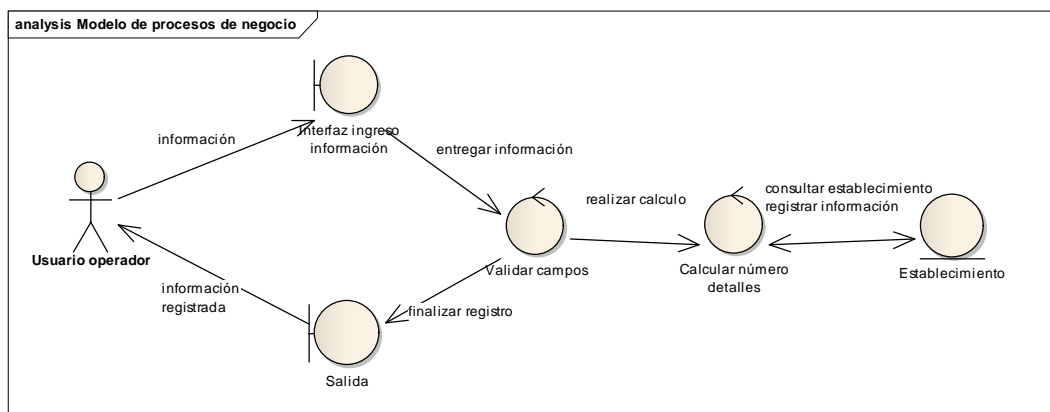 analysis Modelo de procesos de negocio
Interfaz ingreso
información
información
entregar información
Usuario operador
Validar campos
realizar calculo
Calcular número
detalles
consultar establecimiento
registrar información
Establecimiento
información
registrada
finalizar registro
Salida